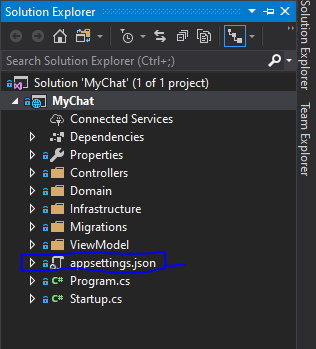 Solution Explorer
Search Solution Explorer (Ctrl+;)
Solution 'MyChat' (1 of 1 project)
MyChat
Connected Services
Dependencies
Properties
Controllers
Domain
Infrastructure
Migrations
ViewModel
appsettings.json
C# Program.cs
C# Startup.cs
Solution Explorer
Team Explorer